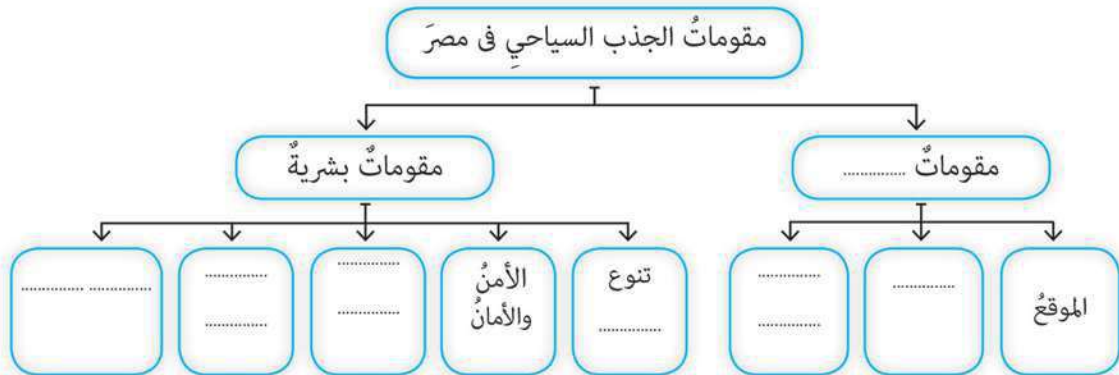 مقوماتُ الجذب السياحيِ فى مصرَ
مقوماتٌ ...............
مقوماتٌ بشريةٌ
الموقعُ
...............
...............
...............
تنوع
...............
الأمنُ
والأمانُ
...............
...............
...............
...............
............... ...............